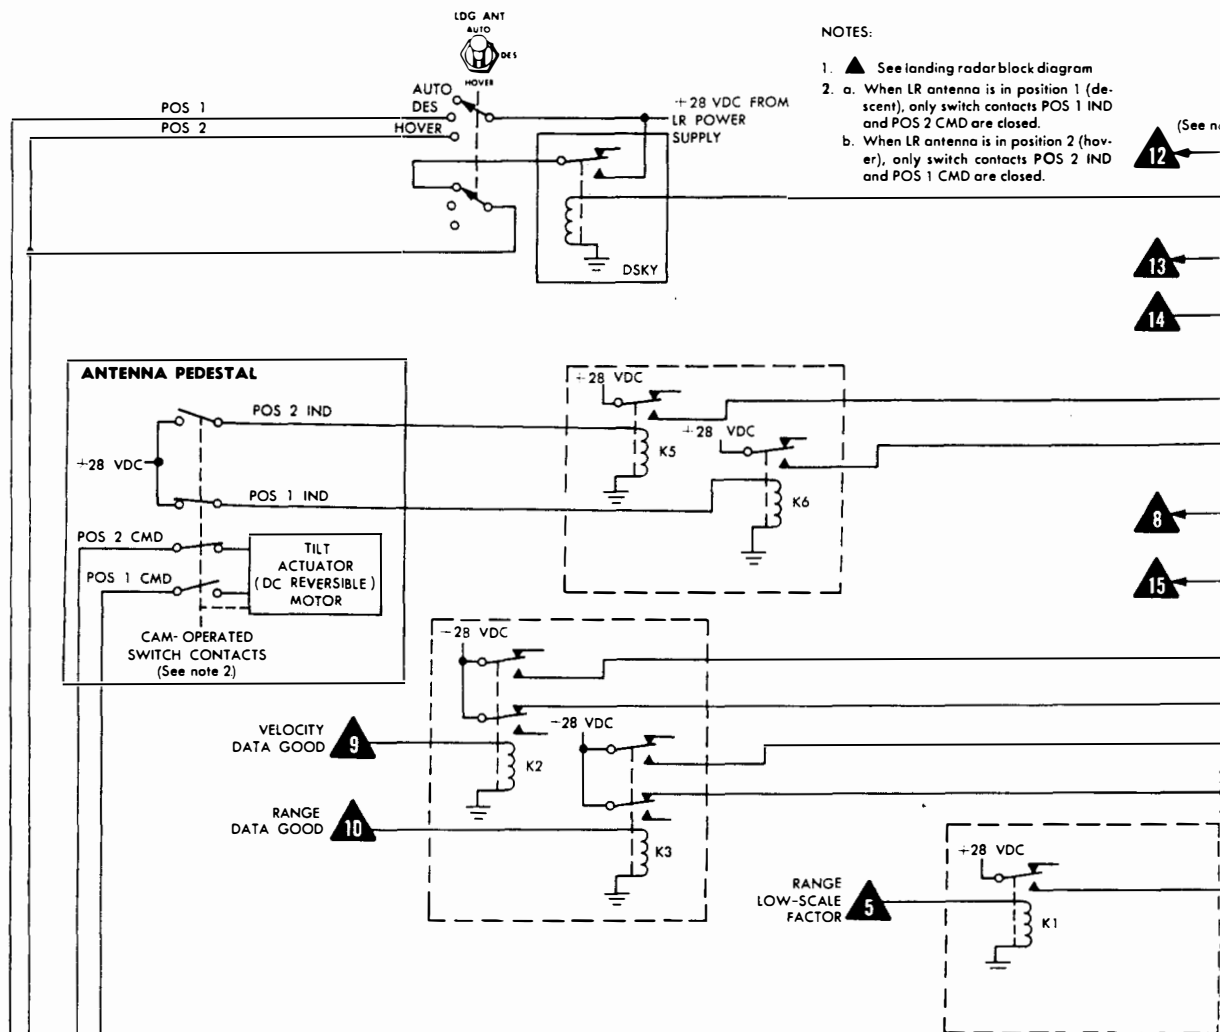 LDG ANT
AUTO
DES
HOVER
AUTO
DES
HOVER
POS 1
POS 2
+28 VDC FROM
LR POWER
SUPPLY
DSKY
NOTES:
1. ▲ See landing radar block diagram
2. a. When LR antenna is in position 1 (de-
scent), only switch contacts POS 1 IND
and POS 2 CMD are closed.
b. When LR antenna is in position 2 (hov-
er), only switch contacts POS 2 IND
and POS 1 CMD are closed.
(See
12
13
14
8
15
ANTENNA PEDESTAL
POS 2 IND
+28 VDC
POS 1 IND
POS 2 CMD
POS 1 CMD
TILT
ACTUATOR
(DC REVERSIBLE)
MOTOR
CAM-OPERATED
SWITCH CONTACTS
(See note 2)
+28 VDC
K5
+28 VDC
K6
-28 VDC
K2
-28 VDC
K3
VELOCITY
DATA GOOD
9
RANGE
DATA GOOD
10
RANGE
LOW-SCALE
FACTOR
5
+28 VDC
K1